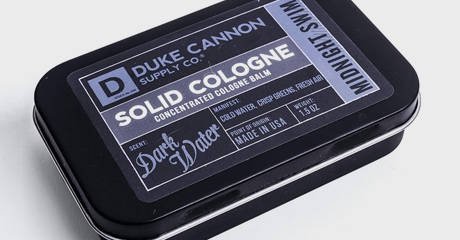 D
DUKE CANNON
SUPPLY CO.
SOLID COLOGNE
CONCENTRATED COLOGNE BALM
SCENT:
Dark
Water
MANIFEST:
COLD WATER, CRISP GREENS, FRESH AIR
POINT OF ORIGIN:
MADE IN USA
WEIGHT:
1.5 OZ
MIDNIGHT SWIM